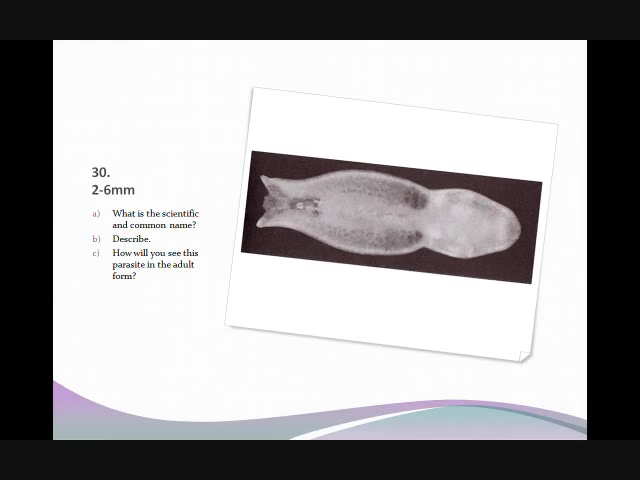 30.
2-6mm
a) What is the scientific
and common name?
b) Describe.
c) How will you see this
parasite in the adult
form?